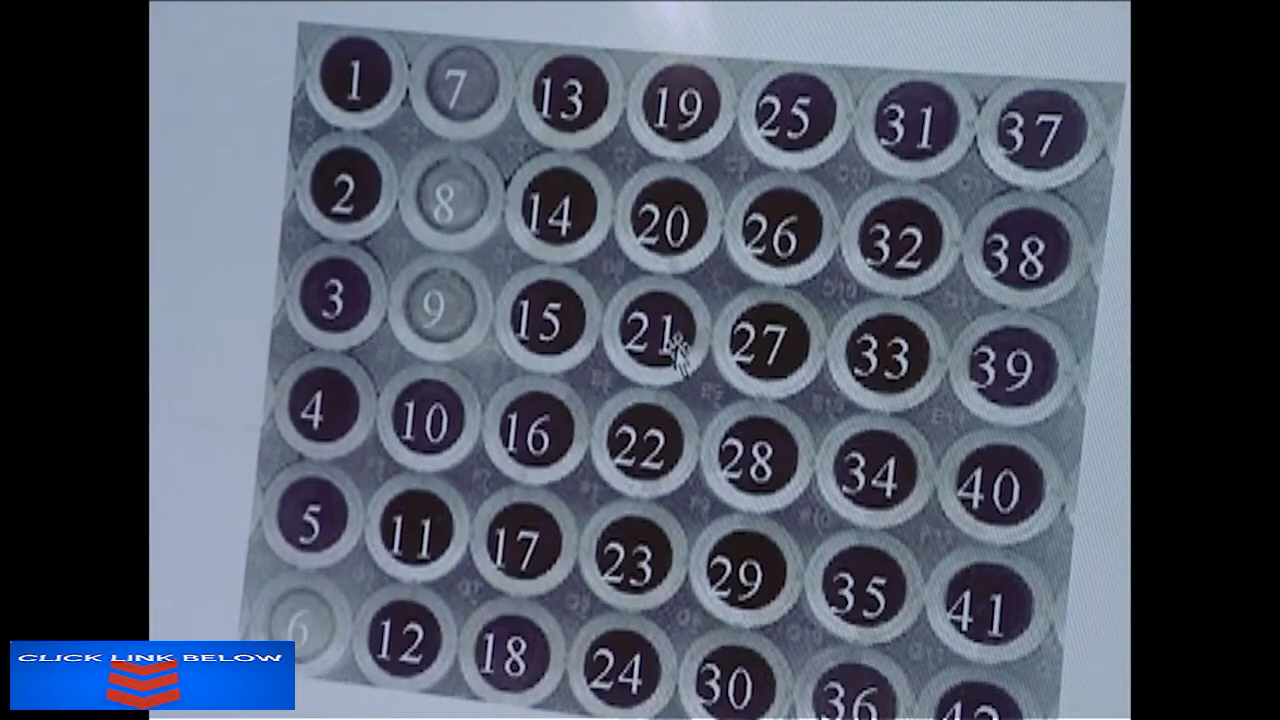 1 7 13 19 25 31 37
2 8 14 20 26 32 38
3 9 15 21 27 33 39
4 10 16 22 28 34 40
5 11 17 23 29 35 41
6 12 18 24 30 36 42
CLICK LINK BELOW